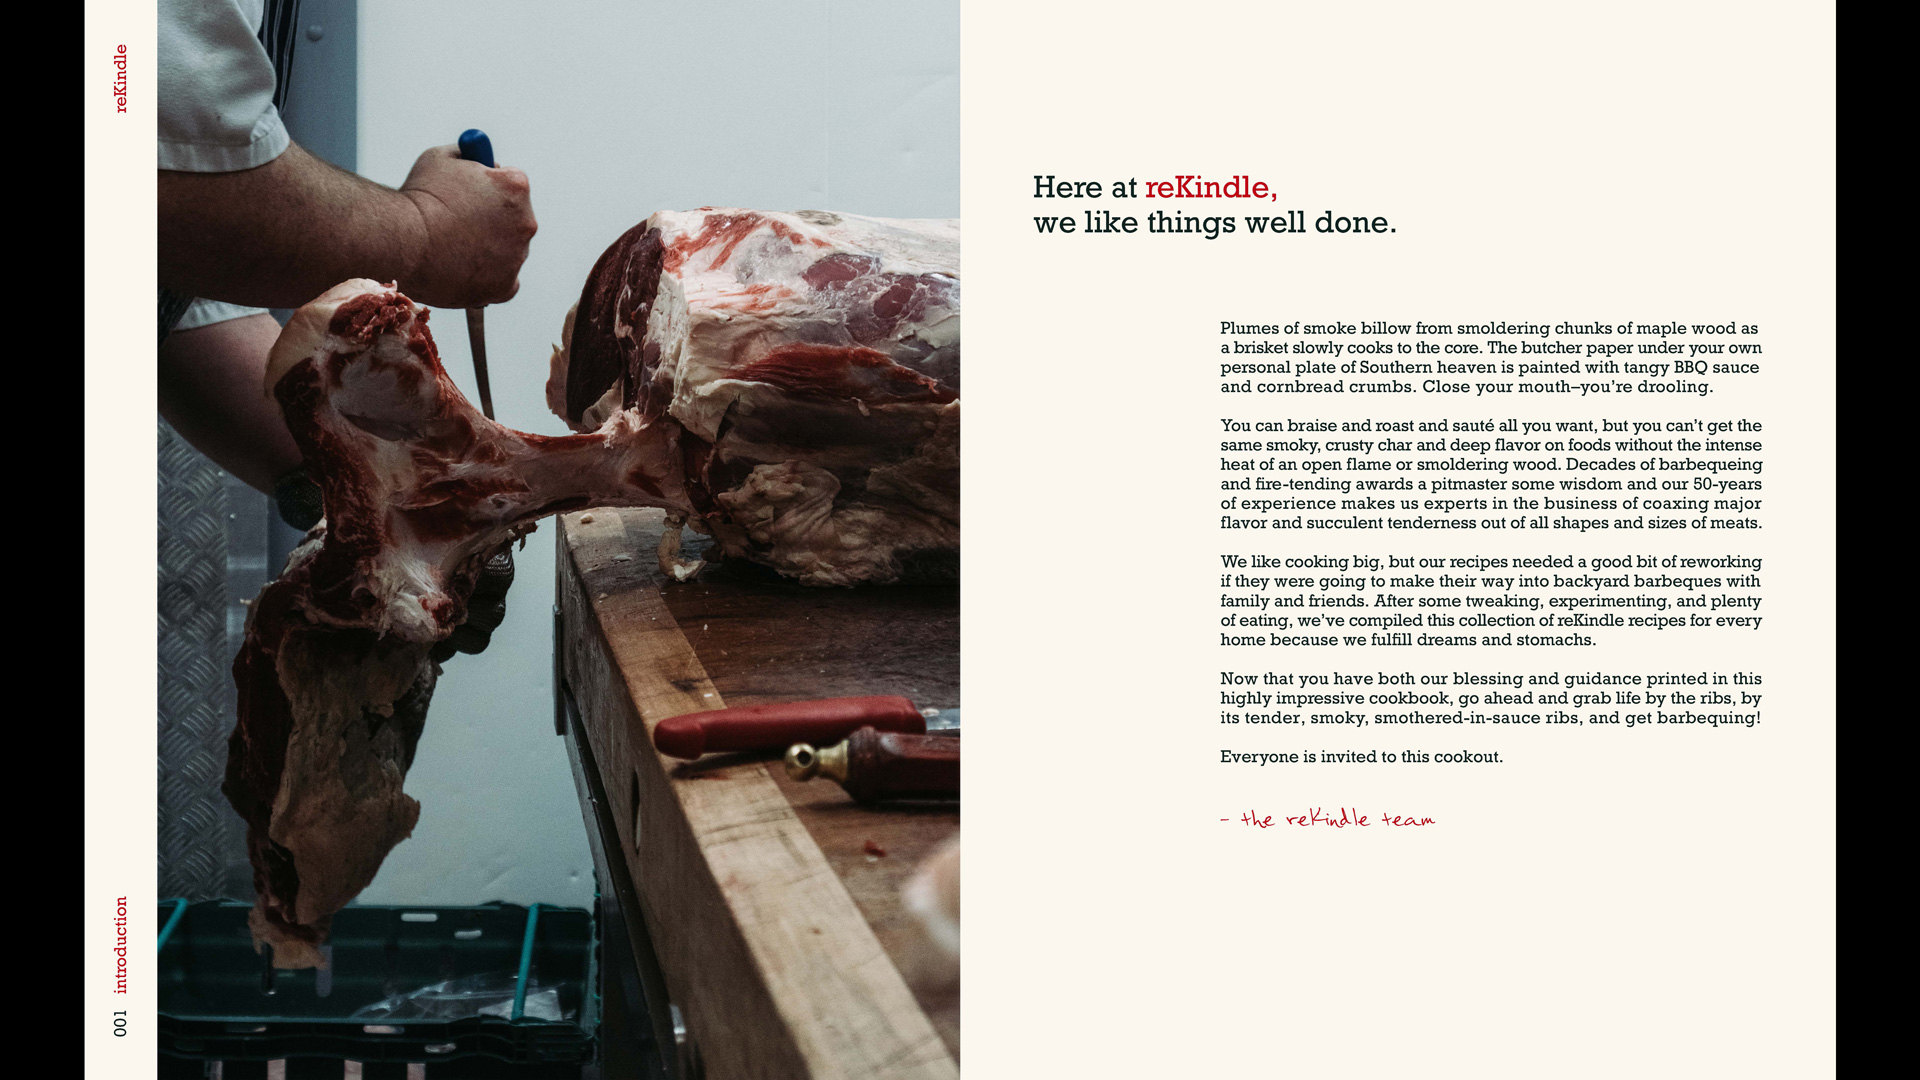 reKindle
001 introduction
Here at reKindle,
we like things well done.
Plumes of smoke billow from smoldering chunks of maple wood as
a brisket slowly cooks to the core. The butcher paper under your own
personal plate of Southern heaven is painted with tangy BBQ sauce
and cornbread crumbs. Close your mouth–you’re drooling.
You can braise and roast and sauté all you want, but you can’t get the
same smoky, crusty char and deep flavor on foods without the intense
heat of an open flame or smoldering wood. Decades of barbequeing
and fire-tending awards a pitmaster some wisdom and our 50-years
of experience makes us experts in the business of coaxing major
flavor and succulent tenderness out of all shapes and sizes of meats.
We like cooking big, but our recipes needed a good bit of reworking
if they were going to make their way into backyard barbeques with
family and friends. After some tweaking, experimenting, and plenty
of eating, we’ve compiled this collection of reKindle recipes for every
home because we fulfill dreams and stomachs.
Now that you have both our blessing and guidance printed in this
highly impressive cookbook, go ahead and grab life by the ribs, by
its tender, smoky, smothered-in-sauce ribs, and get barbequing!
Everyone is invited to this cookout.
– the reKindle team